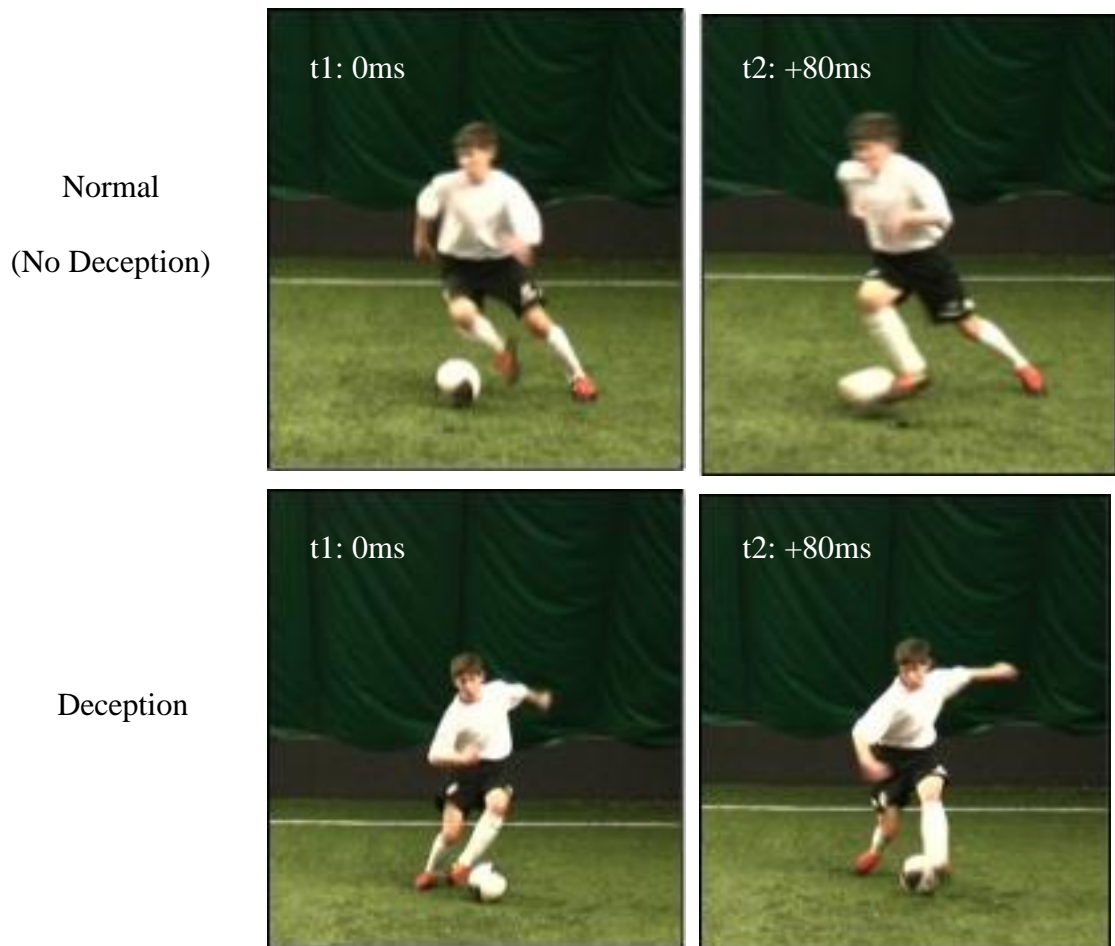 t1: 0ms
t2: +80ms
Normal
(No Deception)
t1: 0ms
t2: +80ms
Deception